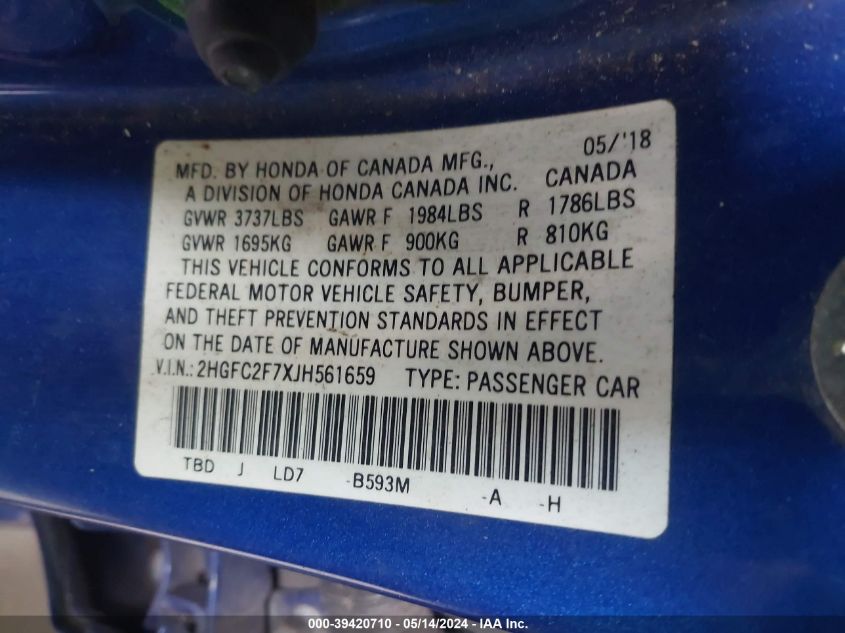 05/'18
MFD. BY HONDA OF CANADA MFG.,
A DIVISION OF HONDA CANADA INC. CANADA
GVWR 3737LBS GAWR F 1984LBS R 1786LBS
GVWR 1695KG GAWR F 900KG R 810KG
THIS VEHICLE CONFORMS TO ALL APPLICABLE
FEDERAL MOTOR VEHICLE SAFETY, BUMPER,
AND THEFT PREVENTION STANDARDS IN EFFECT
ON THE DATE OF MANUFACTURE SHOWN ABOVE.
V.I.N.: 2HGFC2F7XJH561659 TYPE: PASSENGER CAR
TBD J LD7 -B593M -A -H
000-39420710 - 05/14/2024 - IAA, Inc.